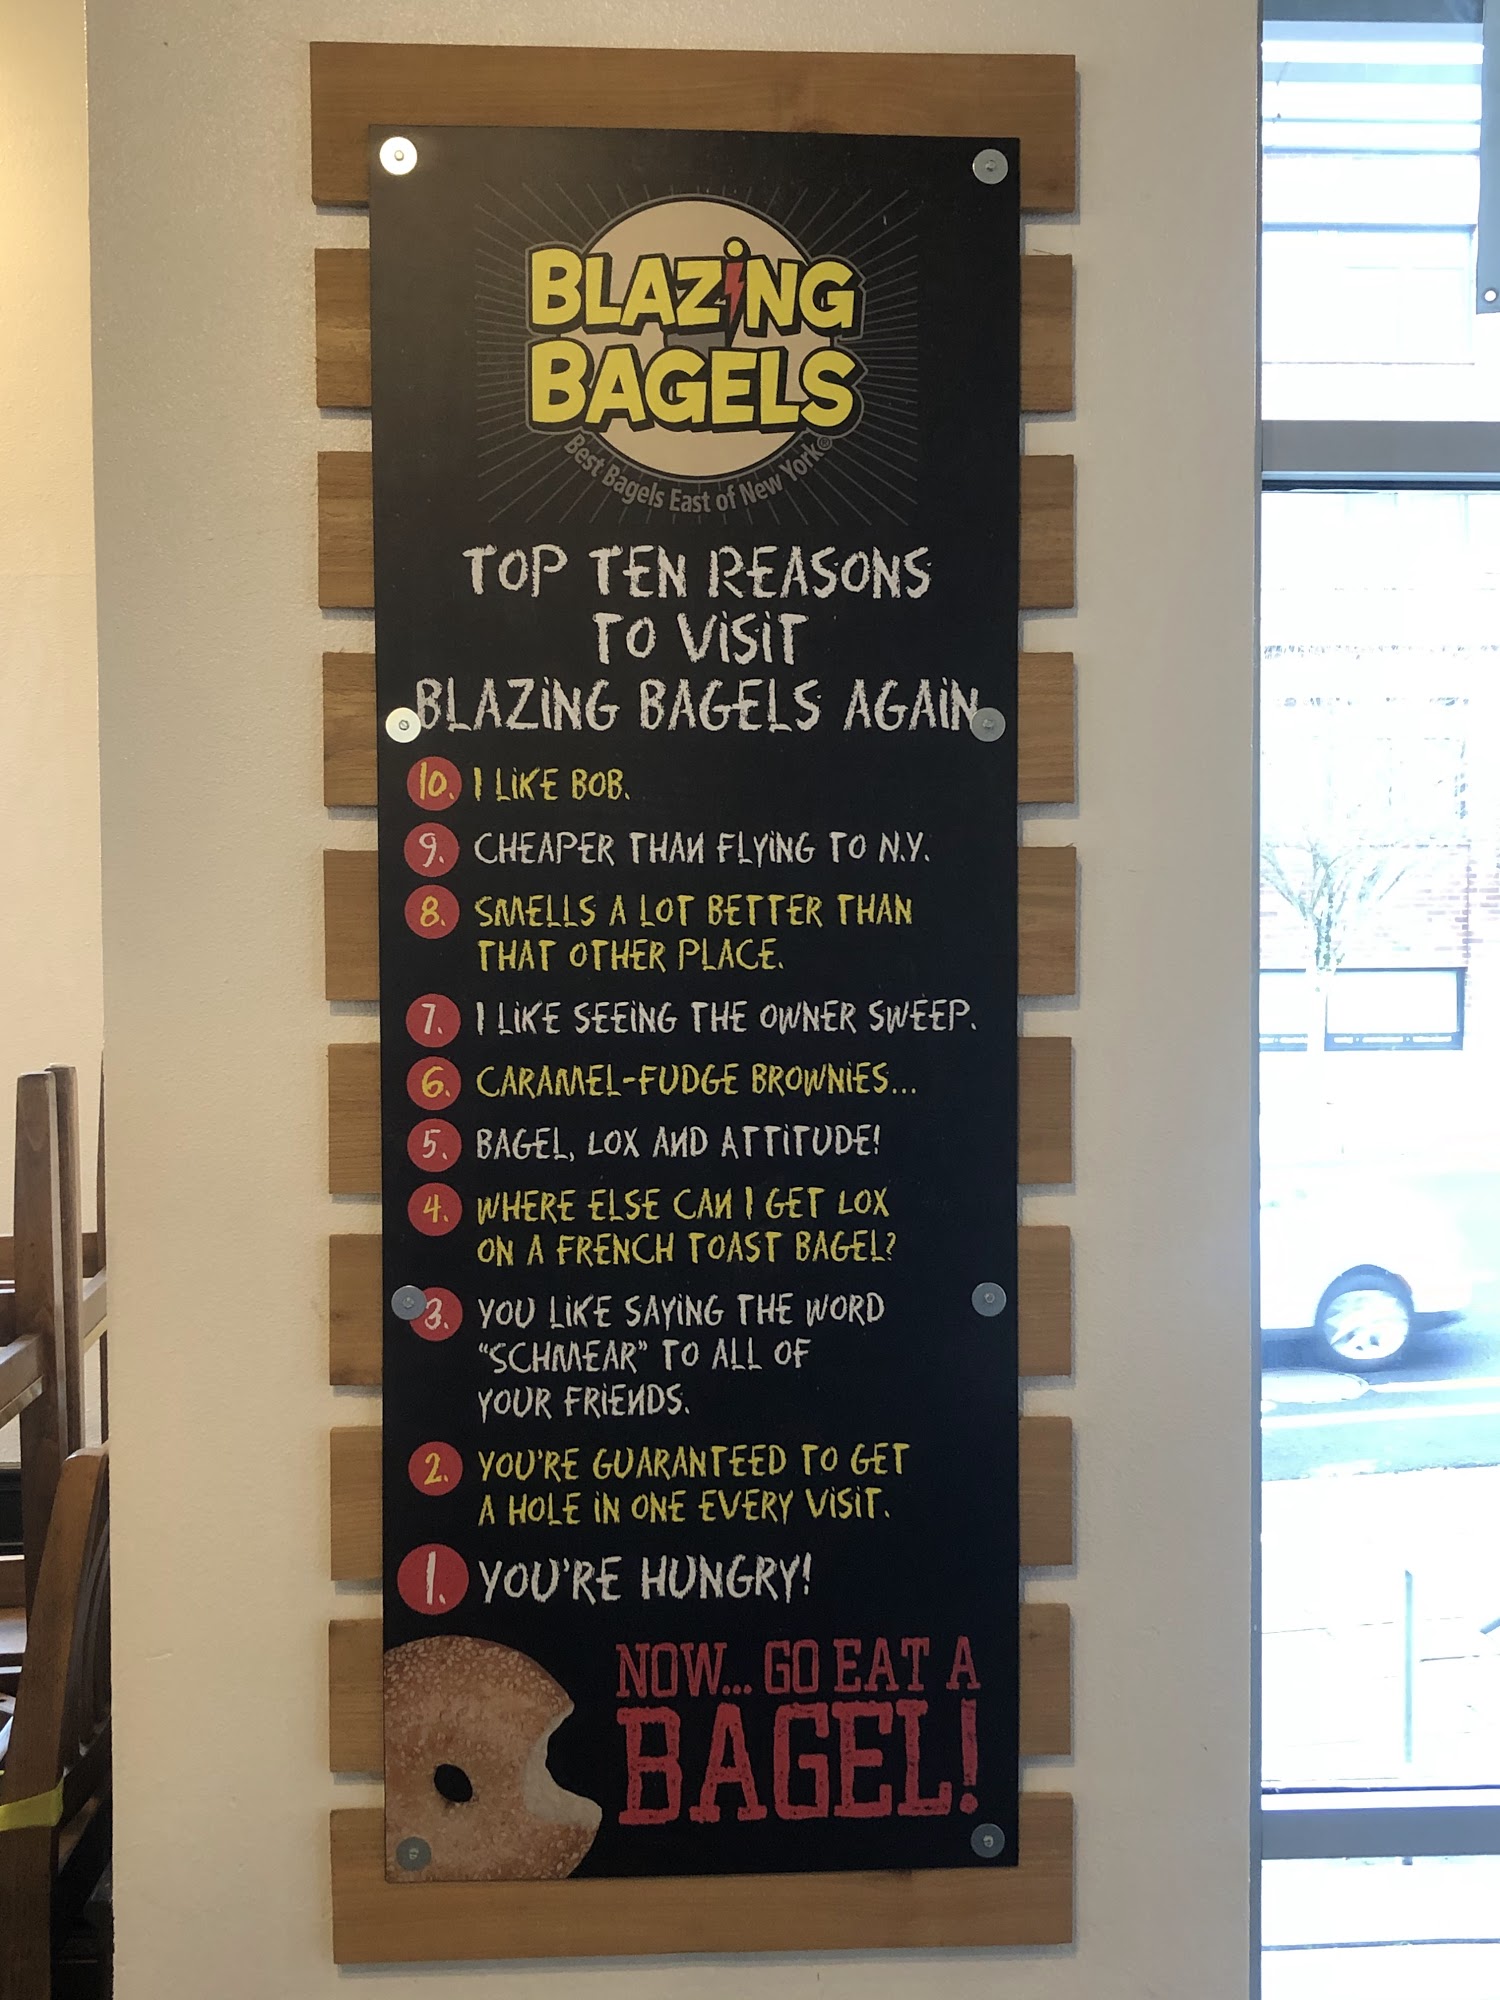 BLAZiNG
BAGELS
Best Bagels East of New York®
TOP TEN REASONS
TO ViSiT
BLAZiNG BAGELS AGAiN
10. I LiKE BOB.
9. CHEAPER THAN FLYiNG TO N.Y.
8. SMELLS A LOT BETTER THAN
THAT OTHER PLACE.
7. I LiKE SEEiNG THE OWNER SWEEP.
6. CARAMEL-FUDGE BROWNiES...
5. BAGEL, LOX AND ATTiTUDE!
4. WHERE ELSE CAN I GET LOX
ON A FRENCH TOAST BAGEL?
3. YOU LiKE SAYiNG THE WORD
“SCHMEAR” TO ALL OF
YOUR FRiENDS.
2. YOU'RE GUARANTEED TO GET
A HOLE iN ONE EVERY ViSiT.
1. YOU'RE HUNGRY!
NOW... GO EAT A
BAGEL!